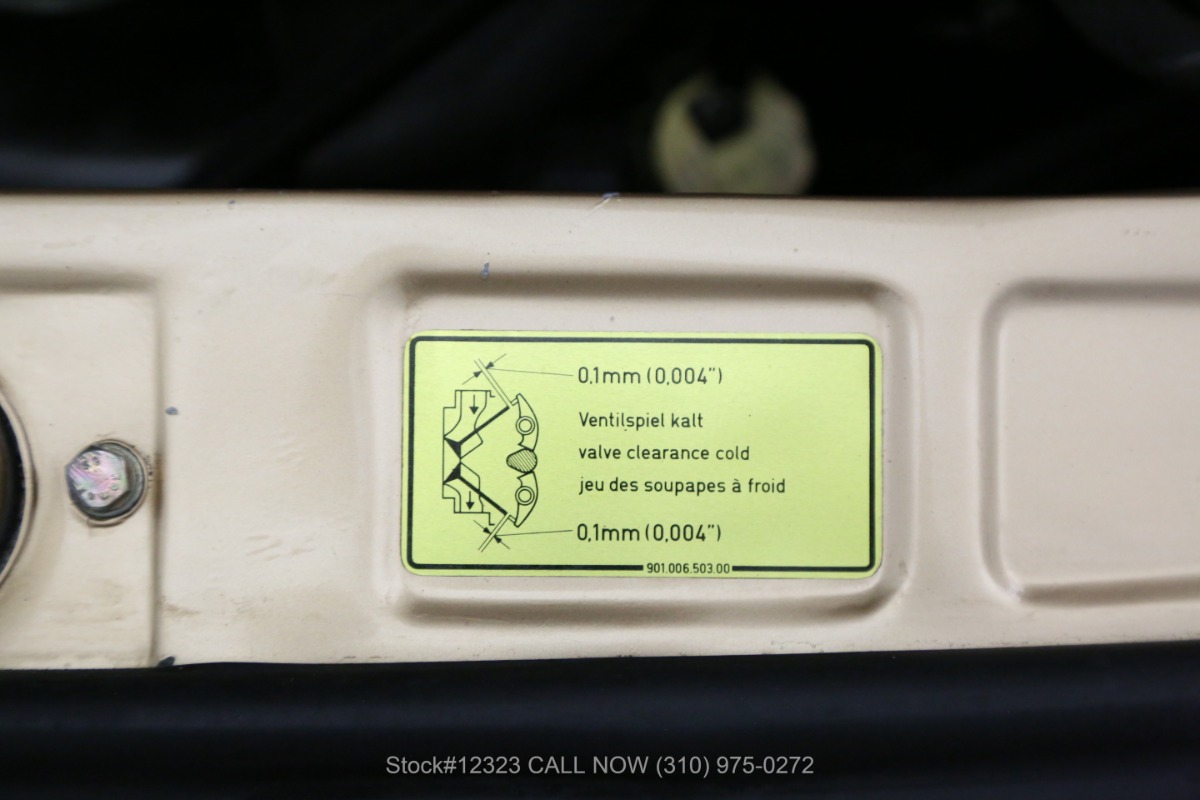 0,1mm (0,004")
Ventilspiel kalt
valve clearance cold
jeu des soupapes à froid
0,1mm (0,004")
901.006.503.00
Stock#12323 CALL NOW (310) 975-0272